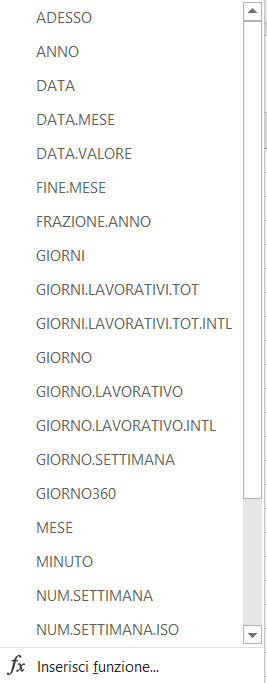 ADESSO
ANNO
DATA
DATA.MESE
DATA.VALORE
FINE.MESE
FRAZIONE.ANNO
GIORNI
GIORNI.LAVORATIVI.TOT
GIORNI.LAVORATIVI.TOT.INTL
GIORNO
GIORNO.LAVORATIVO
GIORNO.LAVORATIVO.INTL
GIORNO.SETTIMANA
GIORNO360
MESE
MINUTO
NUM.SETTIMANA
NUM.SETTIMANA.ISO
fx Inserisci funzione...